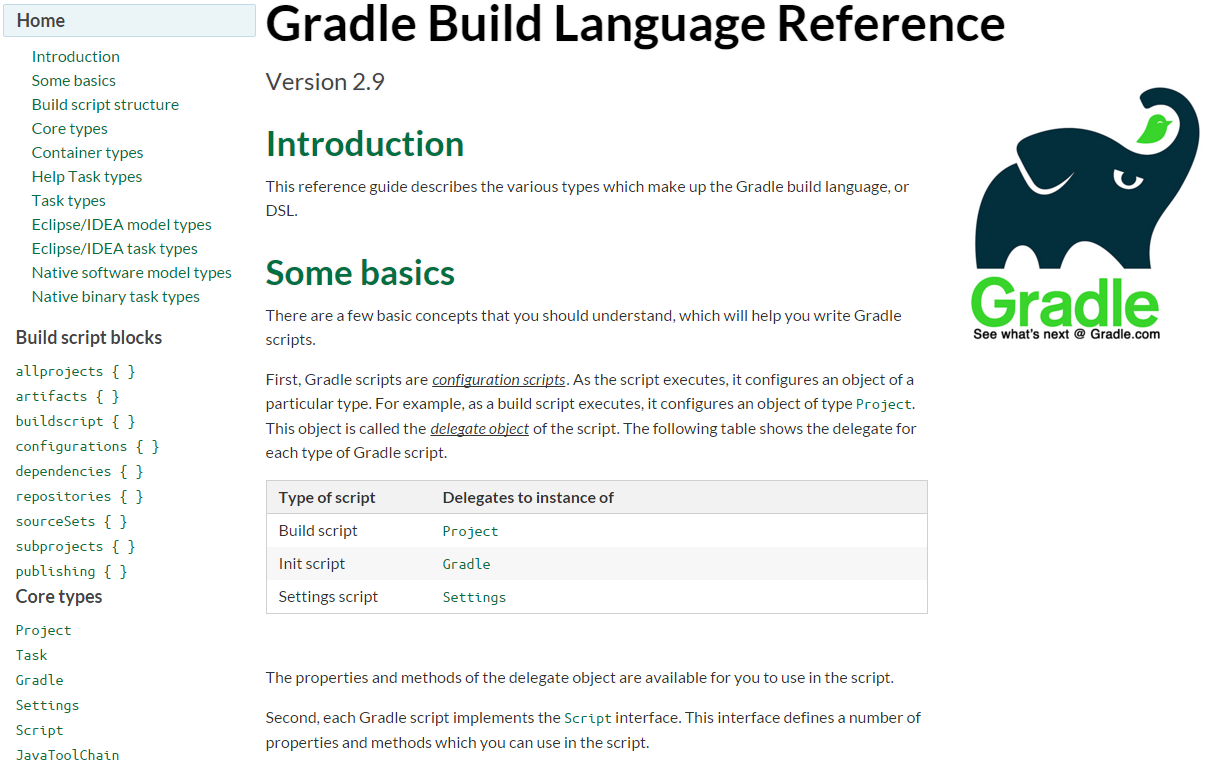 Home
Introduction
Some basics
Build script structure
Core types
Container types
Help Task types
Task types
Eclipse/IDEA model types
Eclipse/IDEA task types
Native software model types
Native binary task types
Build script blocks
allprojects { }
artifacts { }
buildscript { }
configurations { }
dependencies { }
repositories { }
sourceSets { }
subprojects { }
publishing { }
Core types
Project
Task
Gradle
Settings
Script
JavaToolChain
Gradle Build Language Reference
Version 2.9
Introduction
This reference guide describes the various types which make up the Gradle build language, or
DSL.
Some basics
There are a few basic concepts that you should understand, which will help you write Gradle
scripts.
First, Gradle scripts are configuration scripts. As the script executes, it configures an object of a
particular type. For example, as a build script executes, it configures an object of type Project.
This object is called the delegate object of the script. The following table shows the delegate for
each type of Gradle script.
Type of script Delegates to instance of
Build script Project
Init script Gradle
Settings script Settings
The properties and methods of the delegate object are available for you to use in the script.
Second, each Gradle script implements the Script interface. This interface defines a number of
properties and methods which you can use in the script.
Gradle
See what's next @ Gradle.com